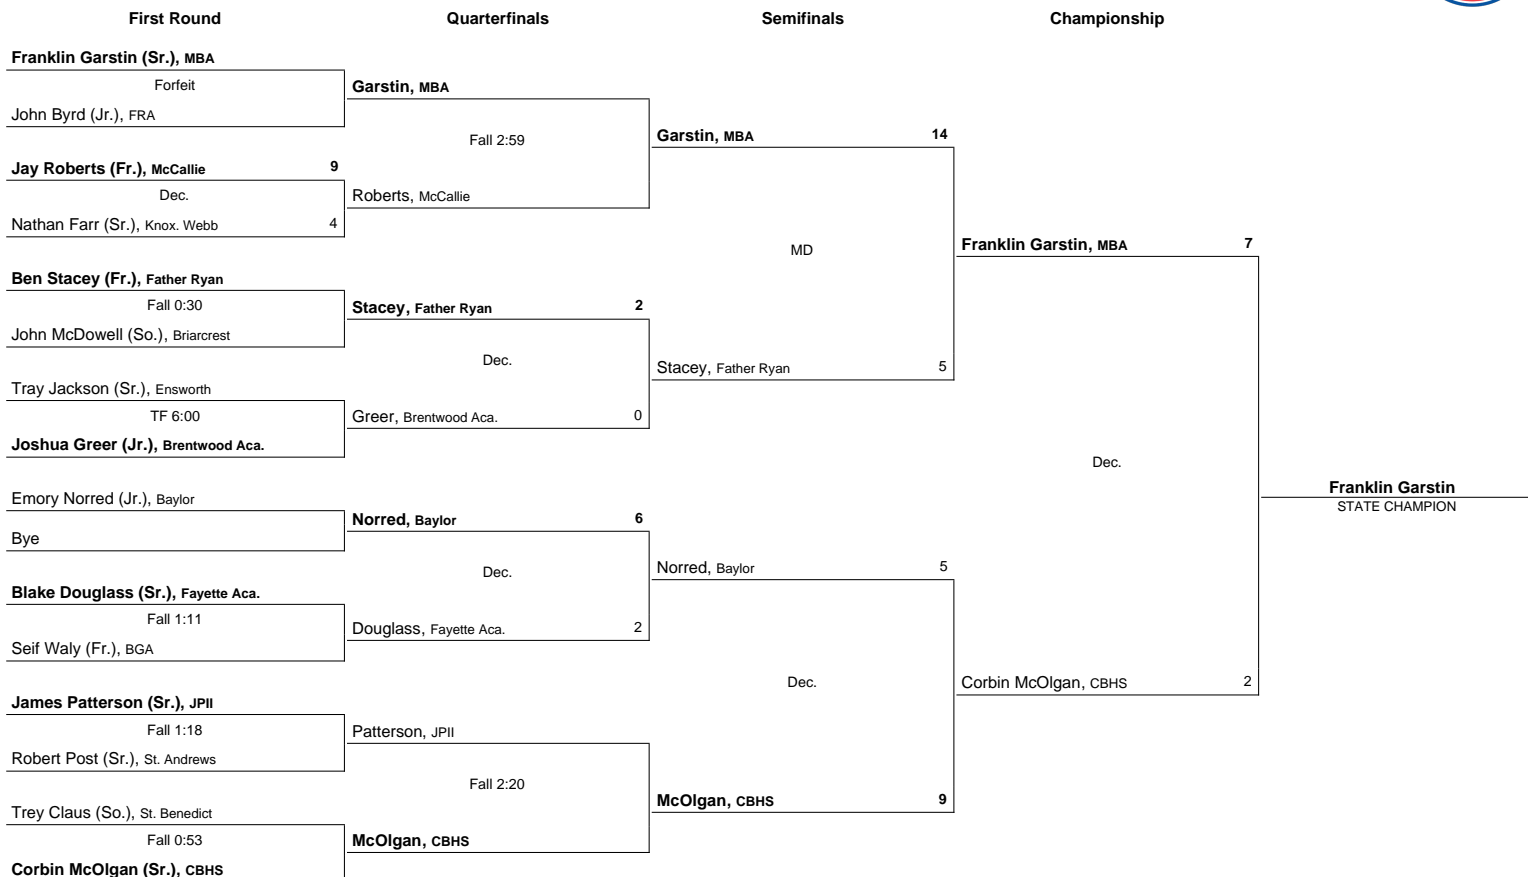 First Round
Quarterfinals
Semifinals
Championship
Franklin Garstin (Sr.), MBA
Forfeit
John Byrd (Jr.), FRA
Jay Roberts (Fr.), McCallie 9
Dec.
Nathan Farr (Sr.), Knox. Webb 4
Ben Stacey (Fr.), Father Ryan
Fall 0:30
John McDowell (So.), Briarcrest
Tray Jackson (Sr.), Ensworth
TF 6:00
Joshua Greer (Jr.), Brentwood Aca.
Emory Norred (Jr.), Baylor
Bye
Blake Douglass (Sr.), Fayette Aca.
Fall 1:11
Seif Waly (Fr.), BGA
James Patterson (Sr.), JPII
Fall 1:18
Robert Post (Sr.), St. Andrews
Trey Claus (So.), St. Benedict
Fall 0:53
Corbin McOlgan (Sr.), CBHS
Garstin, MBA
Fall 2:59
Roberts, McCallie
Stacey, Father Ryan 2
Dec.
Greer, Brentwood Aca. 0
Norred, Baylor 6
Dec.
Douglass, Fayette Aca. 2
Patterson, JPII
Fall 2:20
McOlgan, CBHS
Garstin, MBA 14
MD
Stacey, Father Ryan 5
Norred, Baylor 5
Dec.
McOlgan, CBHS 9
Franklin Garstin, MBA 7
Dec.
Corbin McOlgan, CBHS 2
Franklin Garstin
STATE CHAMPION